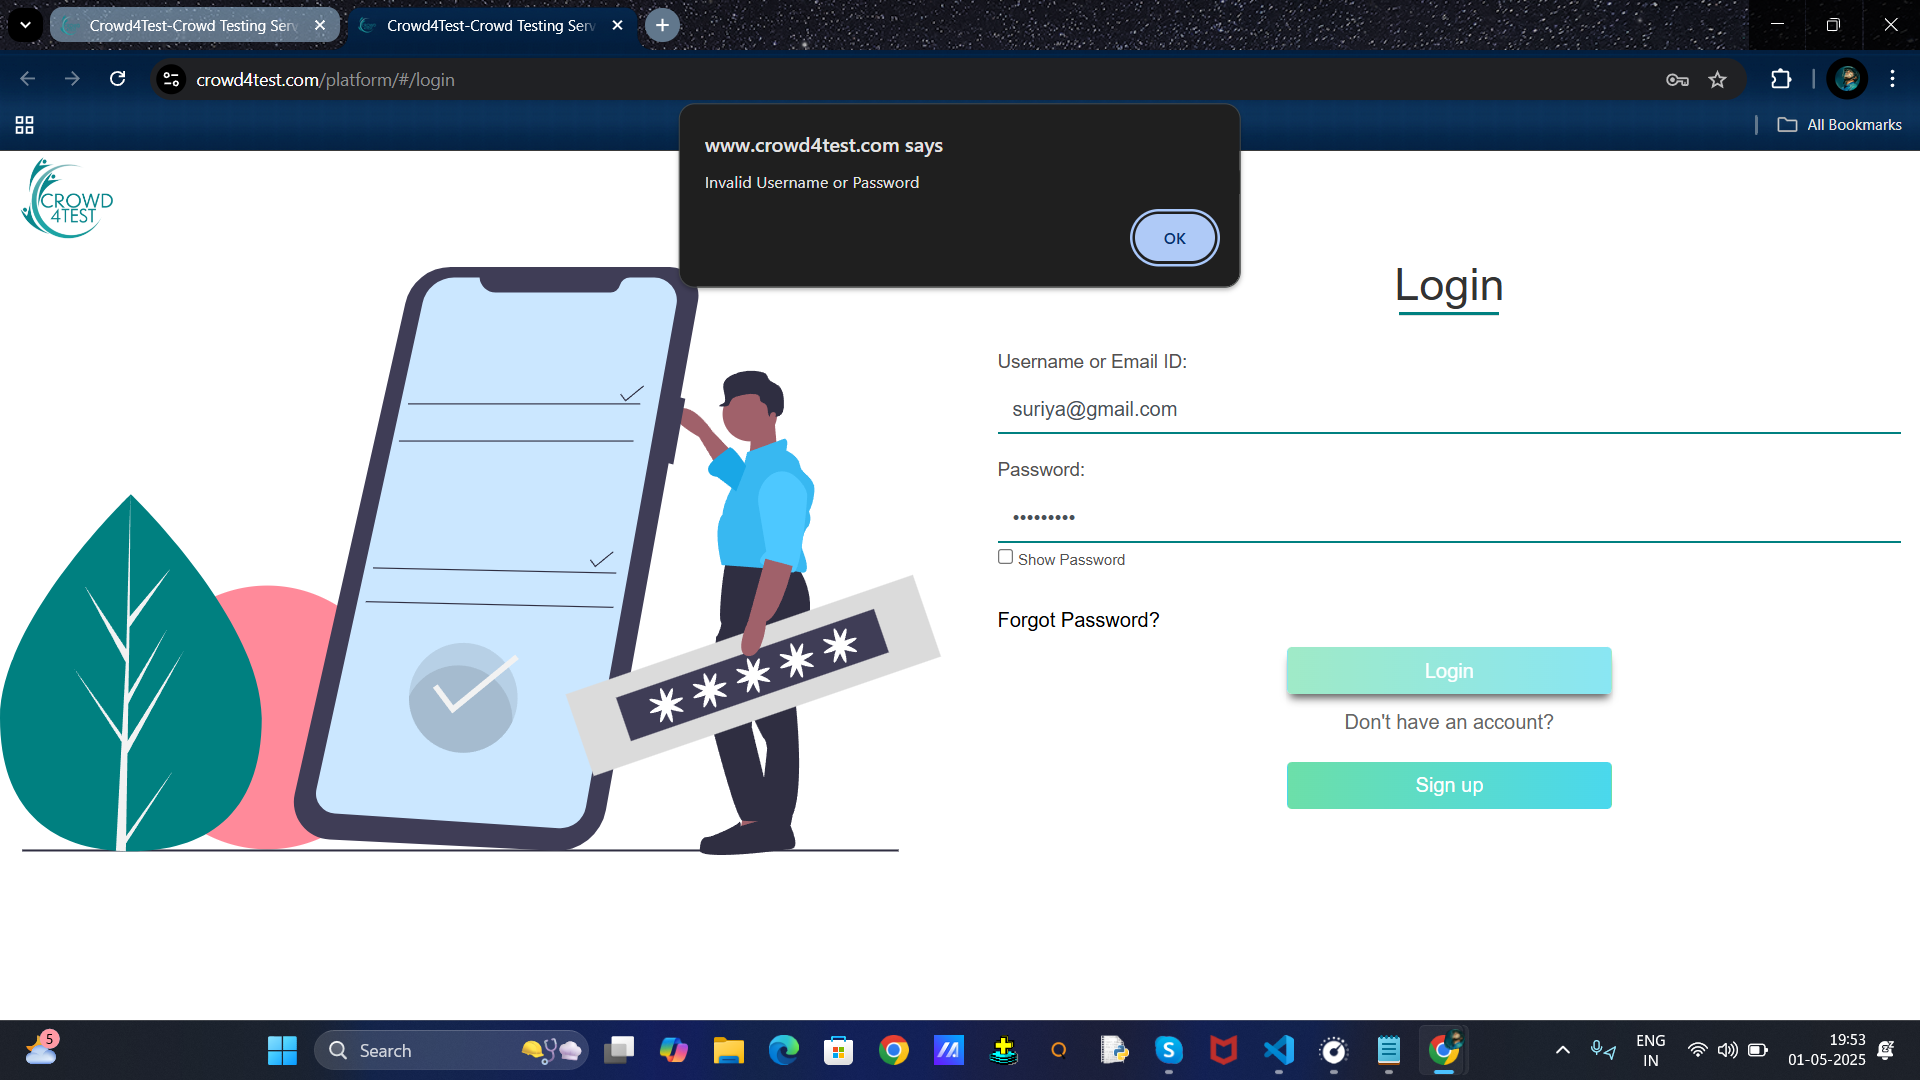 Crowd4Test-Crowd Testing Serv
Crowd4Test-Crowd Testing Serv
crowd4test.com/platform/#/login
All Bookmarks
www.crowd4test.com says
Invalid Username or Password
OK
CROWD
4TEST
Login
Username or Email ID:
suriya@gmail.com
Password:
•••••••••
Show Password
Forgot Password?
Login
Don't have an account?
Sign up
5
Search
ENG
IN
19:53
01-05-2025